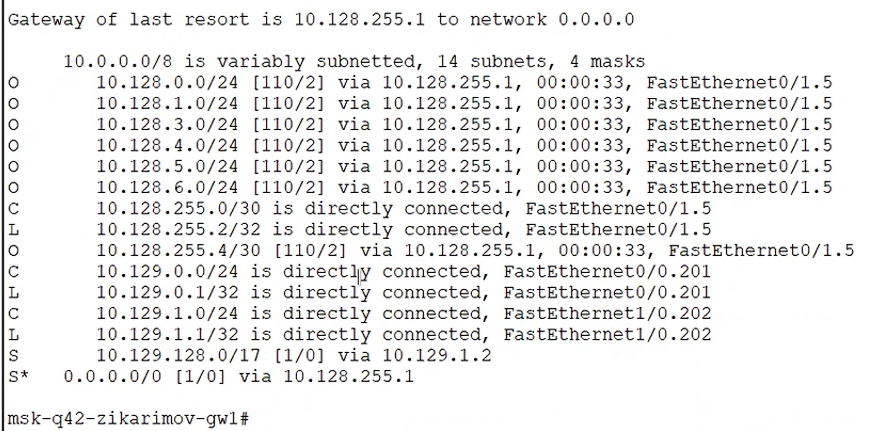 Gateway of last resort is 10.128.255.1 to network 0.0.0.0
10.0.0.0/8 is variably subnetted, 14 subnets, 4 masks
O 10.128.0.0/24 [110/2] via 10.128.255.1, 00:00:33, FastEthernet0/1.5
O 10.128.1.0/24 [110/2] via 10.128.255.1, 00:00:33, FastEthernet0/1.5
O 10.128.3.0/24 [110/2] via 10.128.255.1, 00:00:33, FastEthernet0/1.5
O 10.128.4.0/24 [110/2] via 10.128.255.1, 00:00:33, FastEthernet0/1.5
O 10.128.5.0/24 [110/2] via 10.128.255.1, 00:00:33, FastEthernet0/1.5
O 10.128.6.0/24 [110/2] via 10.128.255.1, 00:00:33, FastEthernet0/1.5
C 10.128.255.0/30 is directly connected, FastEthernet0/1.5
L 10.128.255.2/32 is directly connected, FastEthernet0/1.5
O 10.128.255.4/30 [110/2] via 10.128.255.1, 00:00:33, FastEthernet0/1.5
C 10.129.0.0/24 is directly connected, FastEthernet0/0.201
L 10.129.0.1/32 is directly connected, FastEthernet0/0.201
C 10.129.1.0/24 is directly connected, FastEthernet1/0.202
L 10.129.1.1/32 is directly connected, FastEthernet1/0.202
S 10.129.128.0/17 [1/0] via 10.129.1.2
S* 0.0.0.0/0 [1/0] via 10.128.255.1
msk-q42-zikarimov-gw1#